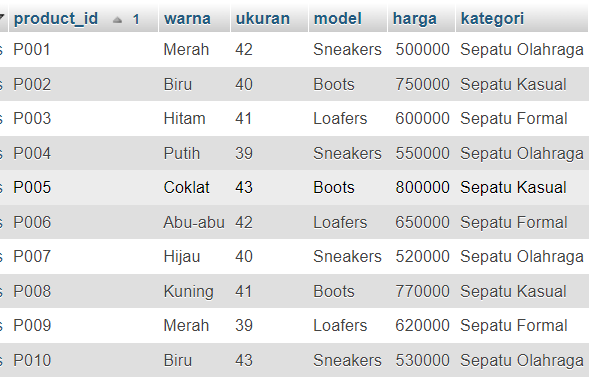 product_id 1 warna ukuran model harga kategori
s P001 Merah 42 Sneakers 500000 Sepatu Olahraga
s P002 Biru 40 Boots 750000 Sepatu Kasual
s P003 Hitam 41 Loafers 600000 Sepatu Formal
s P004 Putih 39 Sneakers 550000 Sepatu Olahraga
s P005 Coklat 43 Boots 800000 Sepatu Kasual
s P006 Abu-abu 42 Loafers 650000 Sepatu Formal
s P007 Hijau 40 Sneakers 520000 Sepatu Olahraga
s P008 Kuning 41 Boots 770000 Sepatu Kasual
s P009 Merah 39 Loafers 620000 Sepatu Formal
s P010 Biru 43 Sneakers 530000 Sepatu Olahraga